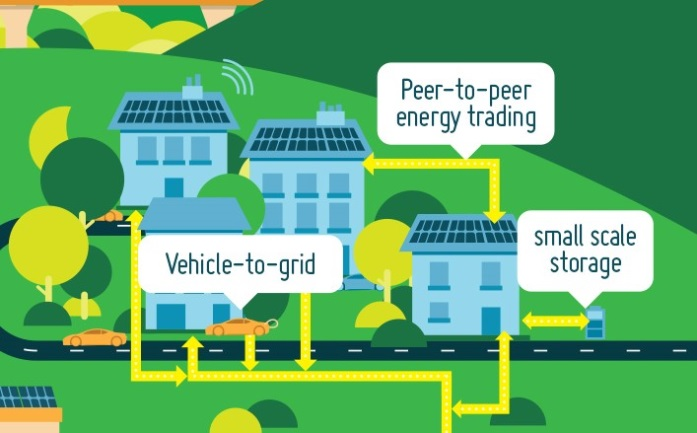 Peer-to-peer
energy trading
small scale
storage
Vehicle-to-grid